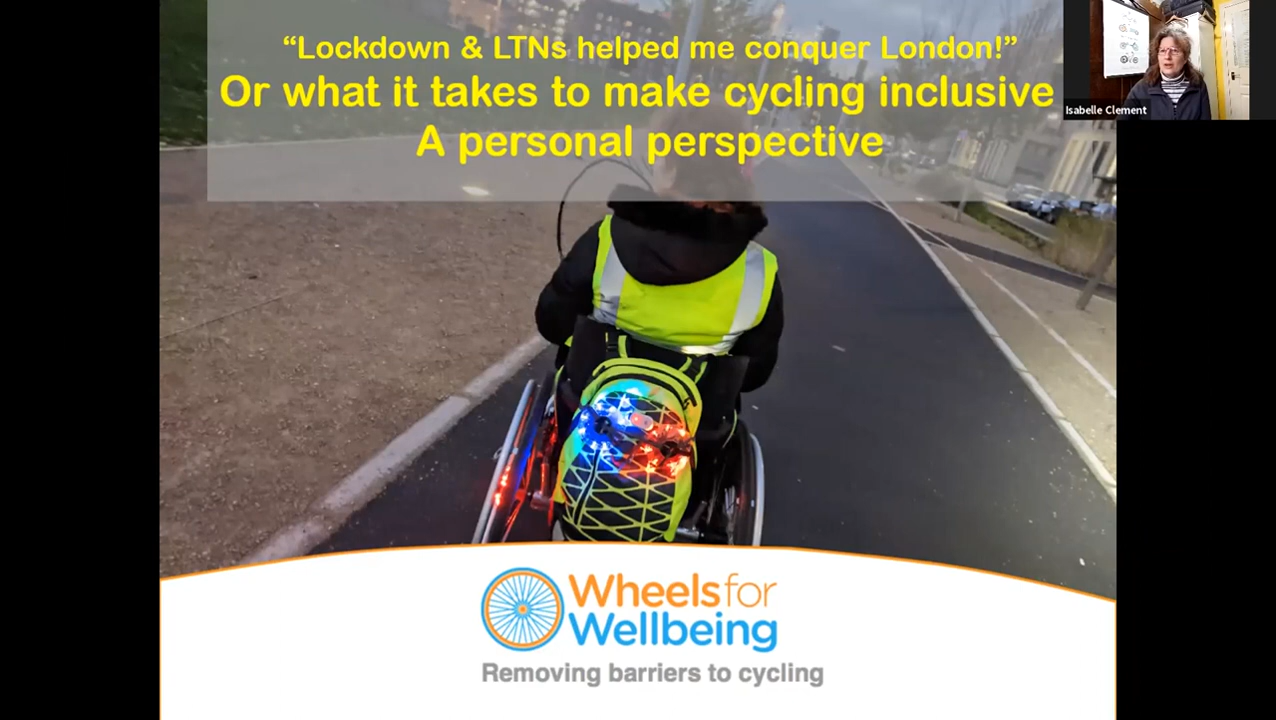 “Lockdown & LTNs helped me conquer London!”
Or what it takes to make cycling inclusive
A personal perspective
Isabelle Clement
Wheels for
Wellbeing
Removing barriers to cycling